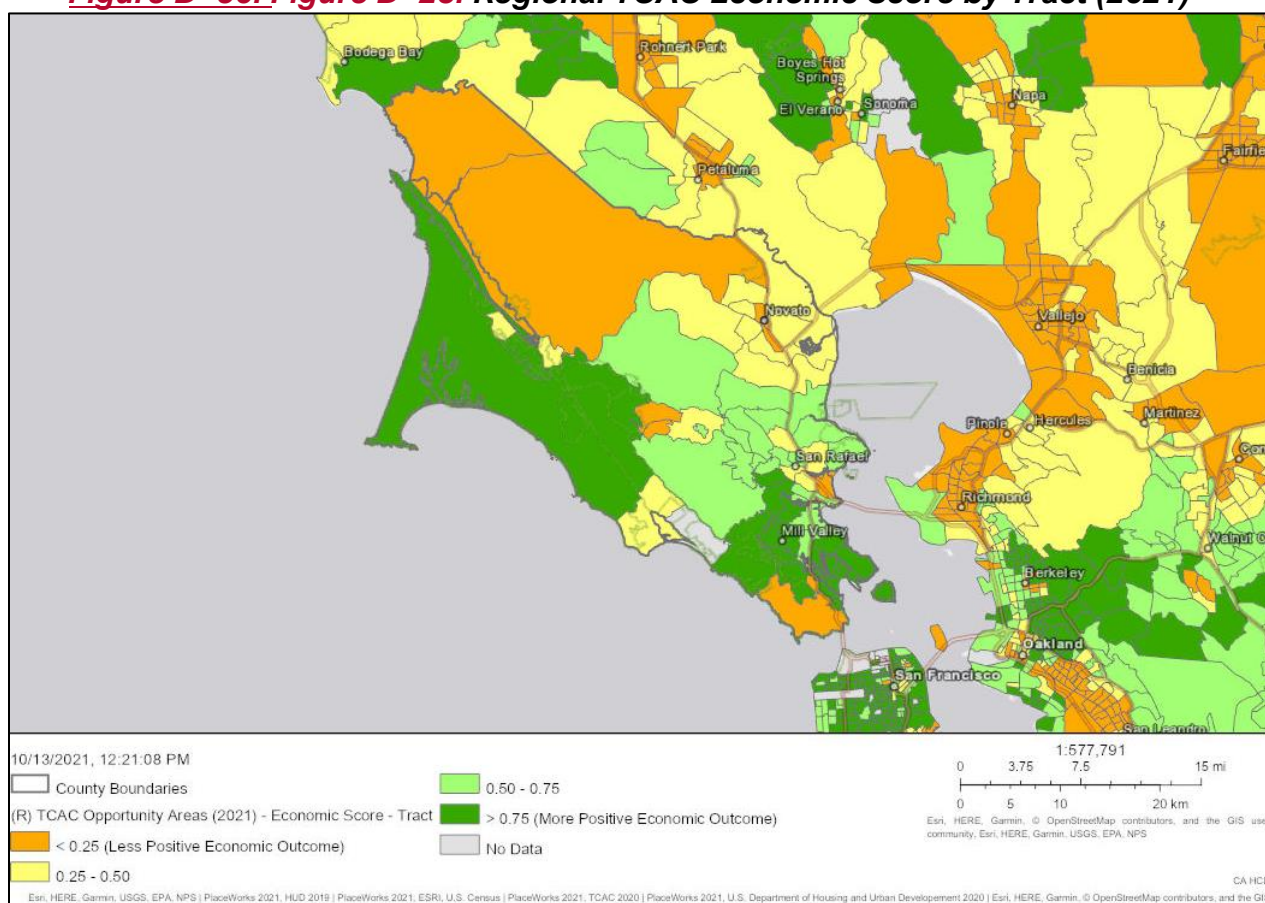 Regional TCAC Economic Score by Tract (2021)
Bodega Bay
Rohnert Park
Boyes Hot
Springs
El Verano
Sonoma
Napa
Petaluma
Novato
Vallejo
Benicia
Pinole
Hercules
Martinez
San Rafael
Richmond
Mill Valley
Berkeley
Oakland
San Francisco
San Leandro
10/13/2021, 12:21:08 PM
County Boundaries
(R) TCAC Opportunity Areas (2021) - Economic Score - Tract
< 0.25 (Less Positive Economic Outcome)
0.25 - 0.50
0.50 - 0.75
> 0.75 (More Positive Economic Outcome)
No Data
1:577,791
0 3.75 7.5 15 mi
0 5 10 20 km
Esri, HERE, Garmin, © OpenStreetMap contributors, and the GIS
community, Esri, HERE, Garmin, USGS, EPA, NPS
Esri, HERE, Garmin, USGS, EPA, NPS | PlaceWorks 2021, HUD 2019 | PlaceWorks 2021, ESRI, U.S. Census | PlaceWorks 2021, TCAC 2020 | PlaceWorks 2021, U.S. Department of Housing and Urban Developement 2020 | Esri, HERE, Garmin, © OpenStreetMap contributors, and the